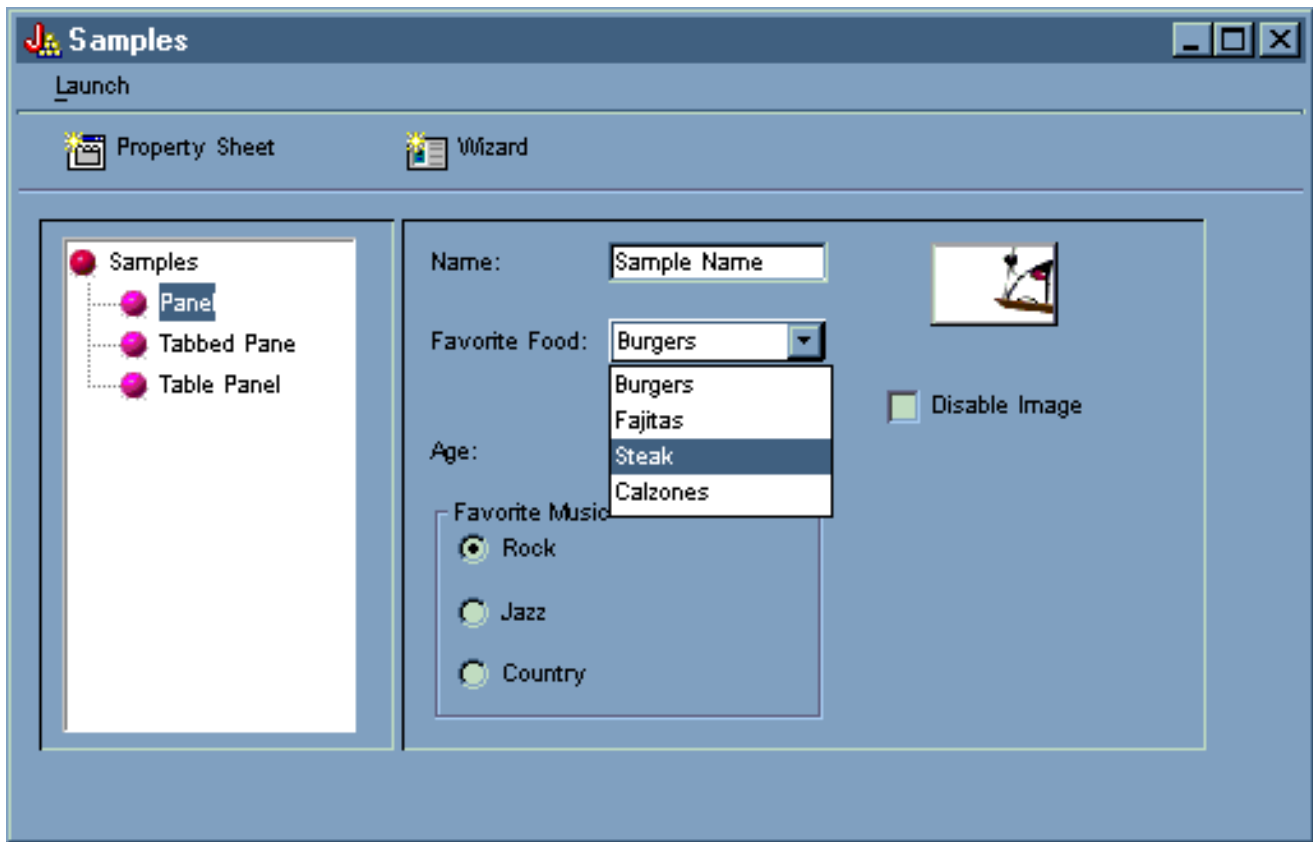 Samples
Launch
Property Sheet
Wizard
Samples
Panel
Tabbed Pane
Table Panel
Name:
Sample Name
Favorite Food:
Burgers
Burgers
Fajitas
Steak
Calzones
Disable Image
Age:
Favorite Music
Rock
Jazz
Country